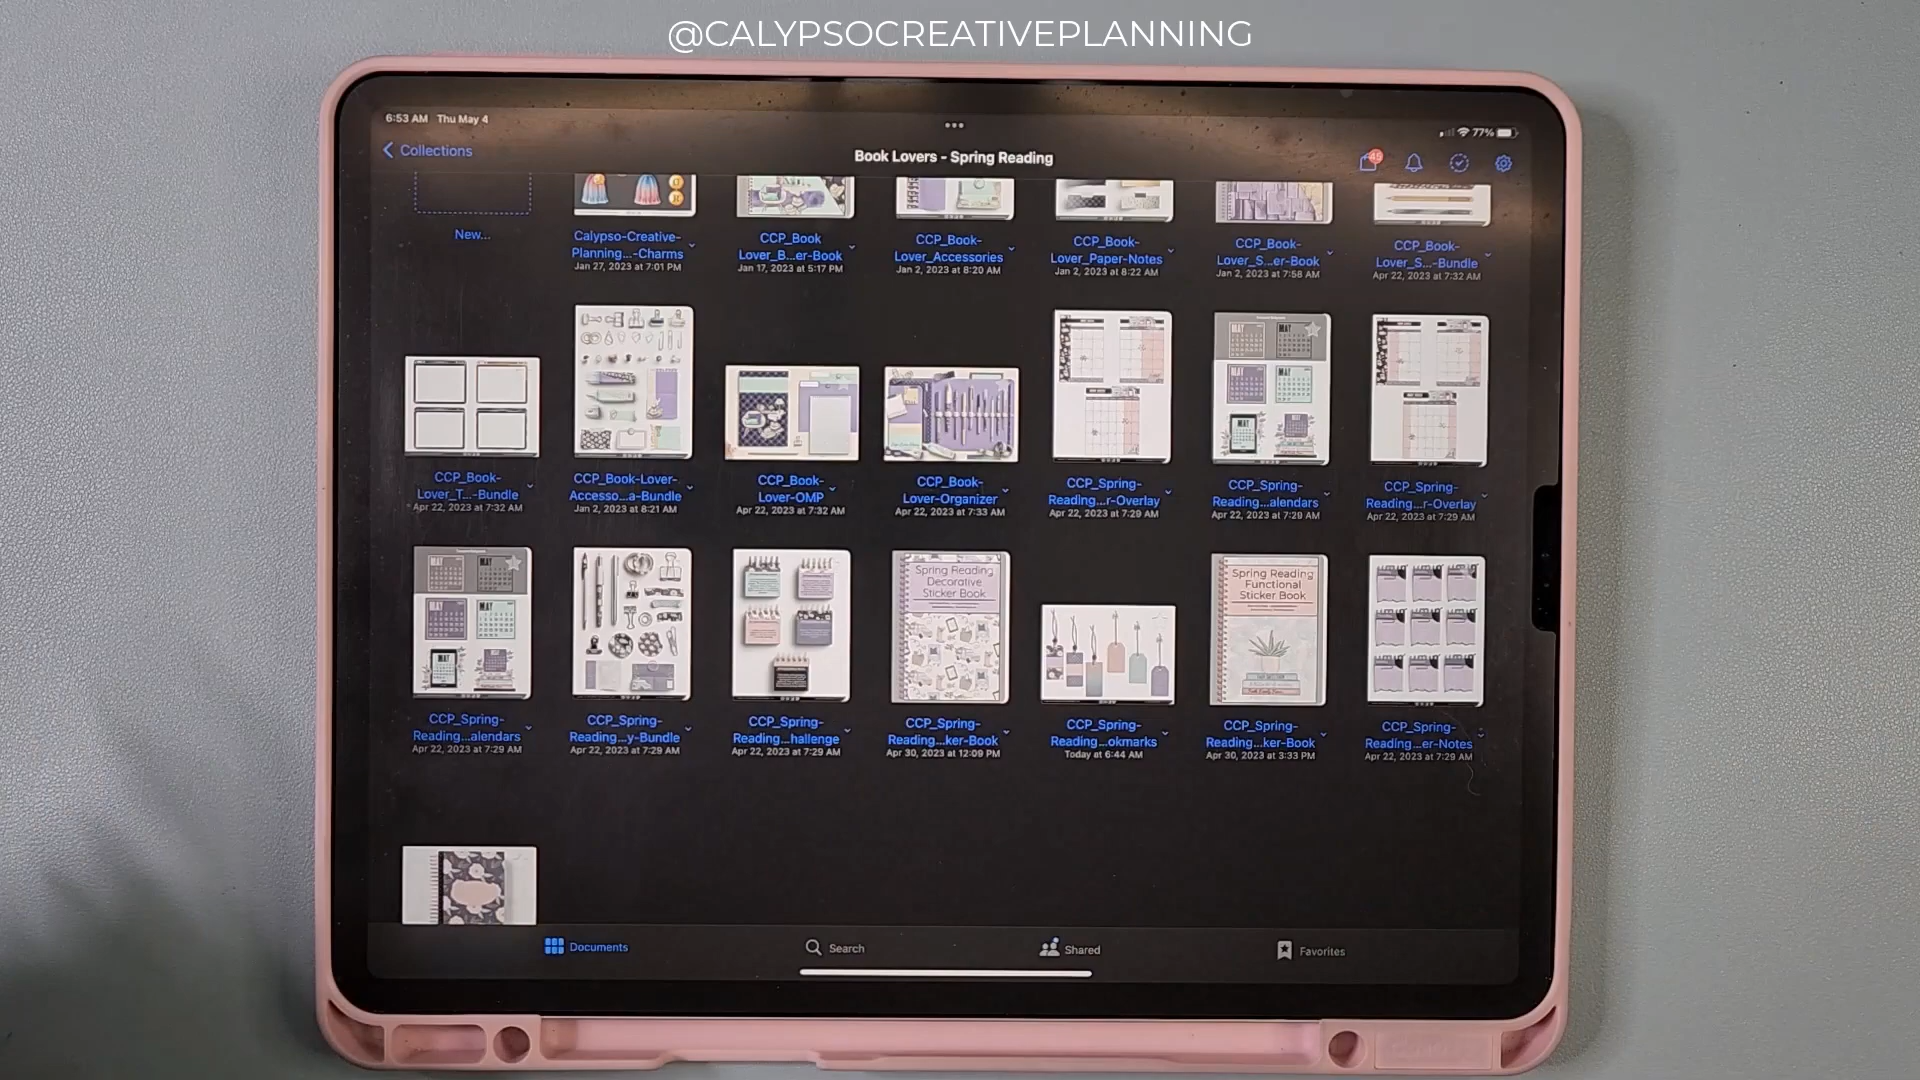 @CALYPSOCREATIVEPLANNING
6:53 AM Thu May 4
77%
Collections
Book Lovers - Spring Reading
49
New...
Calypso-Creative-
Planning...-Charms
Jan 27, 2023 at 7:01 PM
CCP_Book
Lover_B...er-Book
Jan 17, 2023 at 5:17 PM
CCP_Book-
Lover_Accessories
Jan 2, 2023 at 8:20 AM
CCP_Book-
Lover_Paper-Notes
Jan 2, 2023 at 8:22 AM
CCP_Book-
Lover_S...er-Book
Jan 2, 2023 at 7:58 AM
CCP_Book-
Lover_S...-Bundle
Apr 22, 2023 at 7:32 AM
CCP_Book-
Lover_T...-Bundle
Apr 22, 2023 at 7:32 AM
CCP_Book-Lover-
Accesso...a-Bundle
Jan 2, 2023 at 8:21 AM
CCP_Book-
Lover-OMP
Apr 22, 2023 at 7:32 AM
CCP_Book-
Lover-Organizer
Apr 22, 2023 at 7:33 AM
CCP_Spring-
Reading...r-Overlay
Apr 22, 2023 at 7:29 AM
MAY MAY
MAY MAY
MAY
CCP_Spring-
Reading...alendars
Apr 22, 2023 at 7:29 AM
CCP_Spring-
Reading...r-Overlay
Apr 22, 2023 at 7:29 AM
MAY MAY
MAY MAY
MAY
CCP_Spring-
Reading...alendars
Apr 22, 2023 at 7:29 AM
CCP_Spring-
Reading...y-Bundle
Apr 22, 2023 at 7:29 AM
CCP_Spring-
Reading...hallenge
Apr 22, 2023 at 7:29 AM
Spring Reading
Decorative
Sticker Book
CCP_Spring-
Reading...ker-Book
Apr 30, 2023 at 12:09 PM
CCP_Spring-
Reading...okmarks
Today at 6:44 AM
Spring Reading
Functional
Sticker Book
CCP_Spring-
Reading...ker-Book
Apr 30, 2023 at 3:33 PM
CCP_Spring-
Reading...er-Notes
Apr 22, 2023 at 7:29 AM
Documents
Search
Shared
Favorites